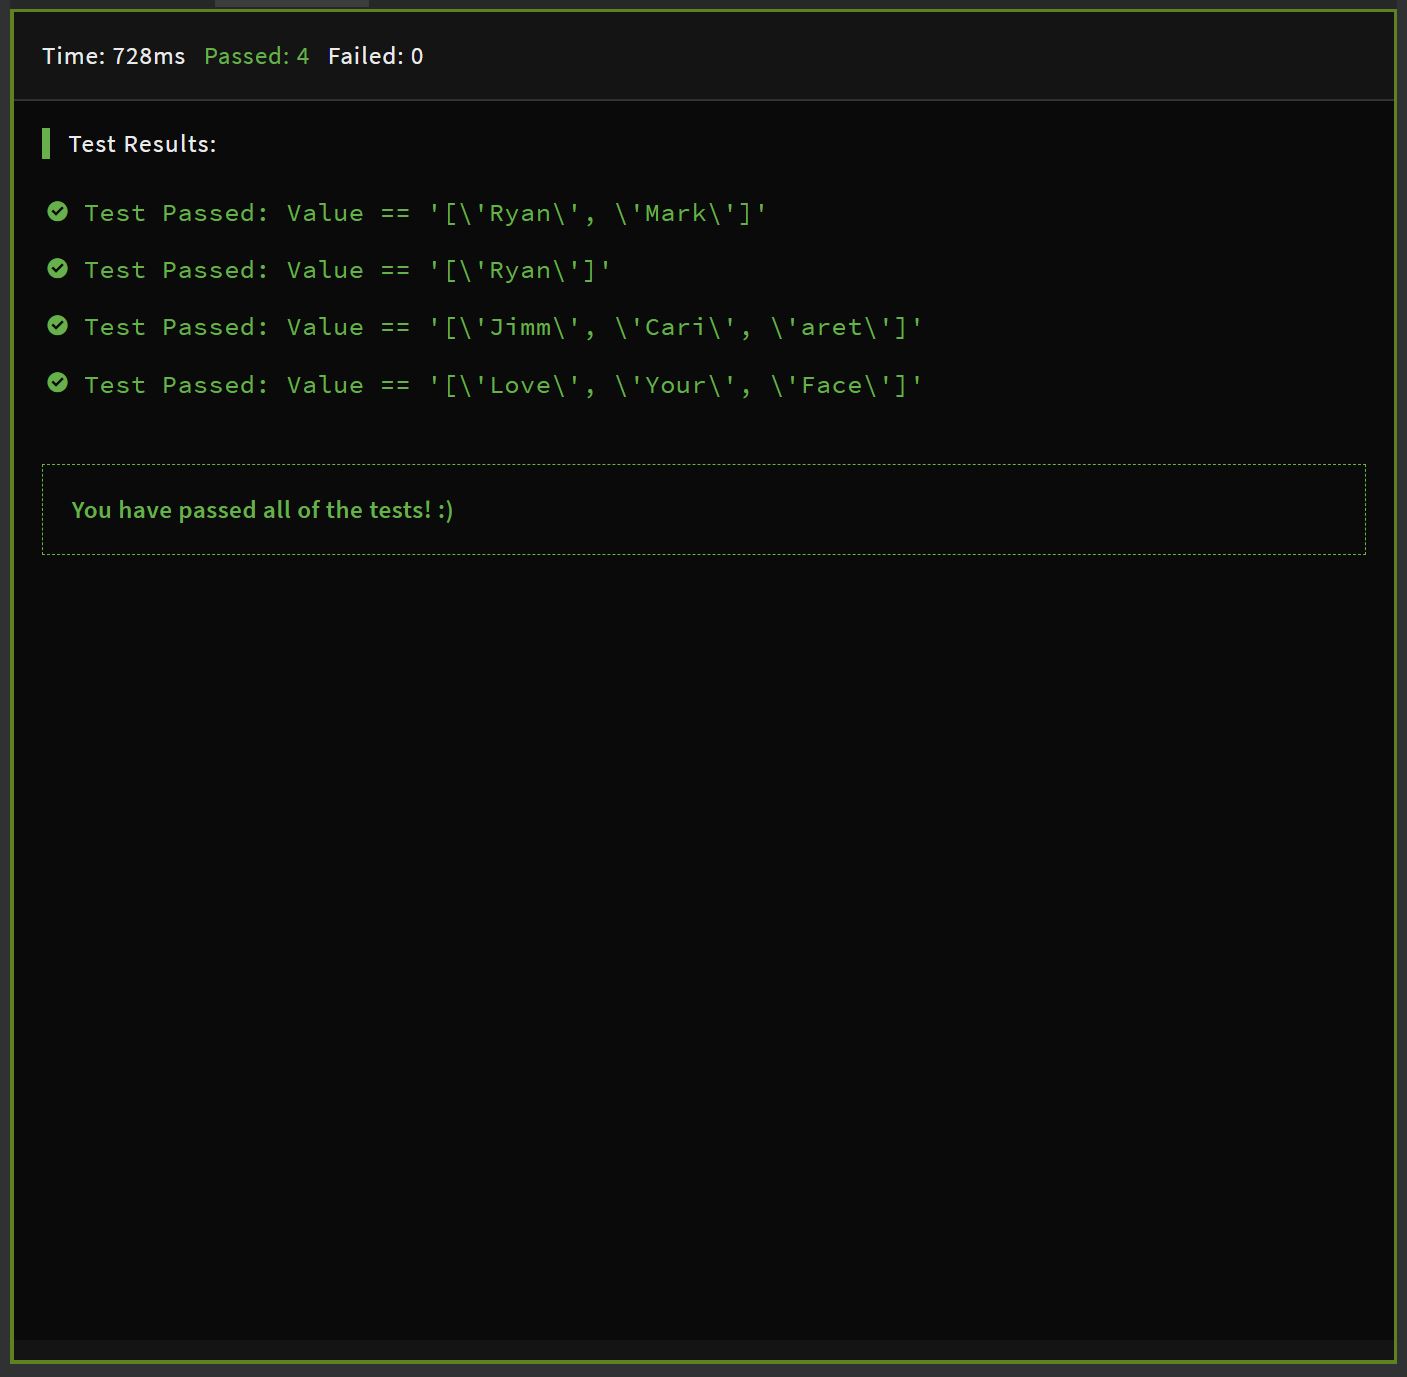 Time: 728ms Passed: 4 Failed: 0
Test Results:
Test Passed: Value == '[\'Ryan\', \'Mark\']'
Test Passed: Value == '[\'Ryan\']'
Test Passed: Value == '[\'Jimm\', \'Cari\', \'aret\']'
Test Passed: Value == '[\'Love\', \'Your\', \'Face\']'
You have passed all of the tests! :)